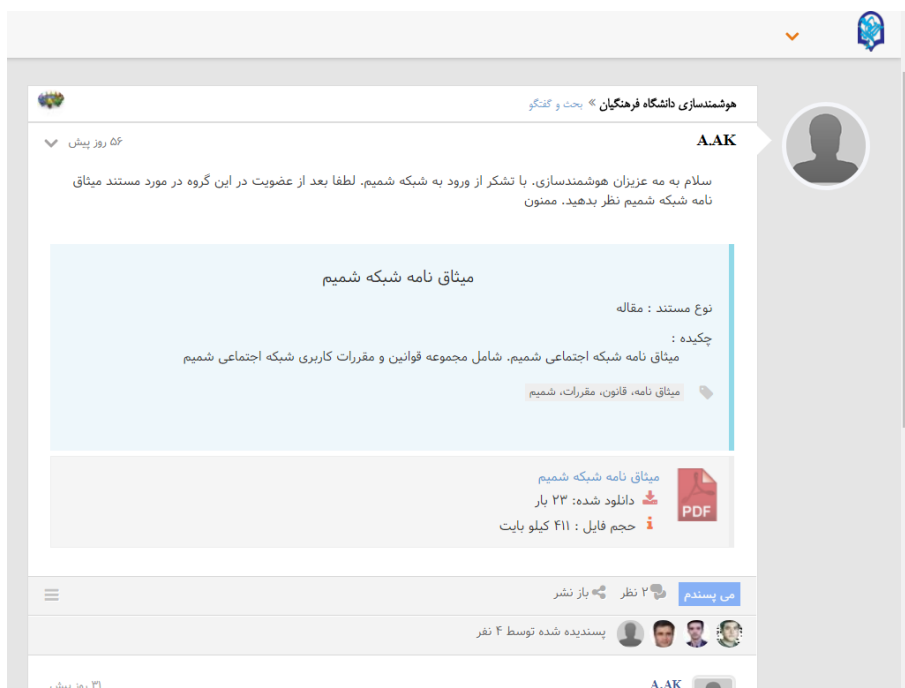 هوشمندسازی دانشگاه فرهنگیان » بحث و گفتگو
A.AK
۵۶ روز پیش
سلام به مه عزیزان هوشمندسازی. با تشکر از ورود به شبکه شمیم. لطفا بعد از عضویت در این گروه در مورد مستند میثاق
نامه شبکه شمیم نظر بدهید. ممنون
میثاق نامه شبکه شمیم
نوع مستند : مقاله
چکیده :
میثاق نامه شبکه اجتماعی شمیم. شامل مجموعه قوانین و مقررات کاربری شبکه اجتماعی شمیم
میثاق نامه، قانون، مقررات، شمیم
میثاق نامه شبکه شمیم
دانلود شده: ۲۳ بار
حجم فایل : ۴۱۱ کیلو بایت
PDF
می پسندم ۲ نظر باز نشر
پسندیده شده توسط ۴ نفر
A.AK
۳۱ روز پیش